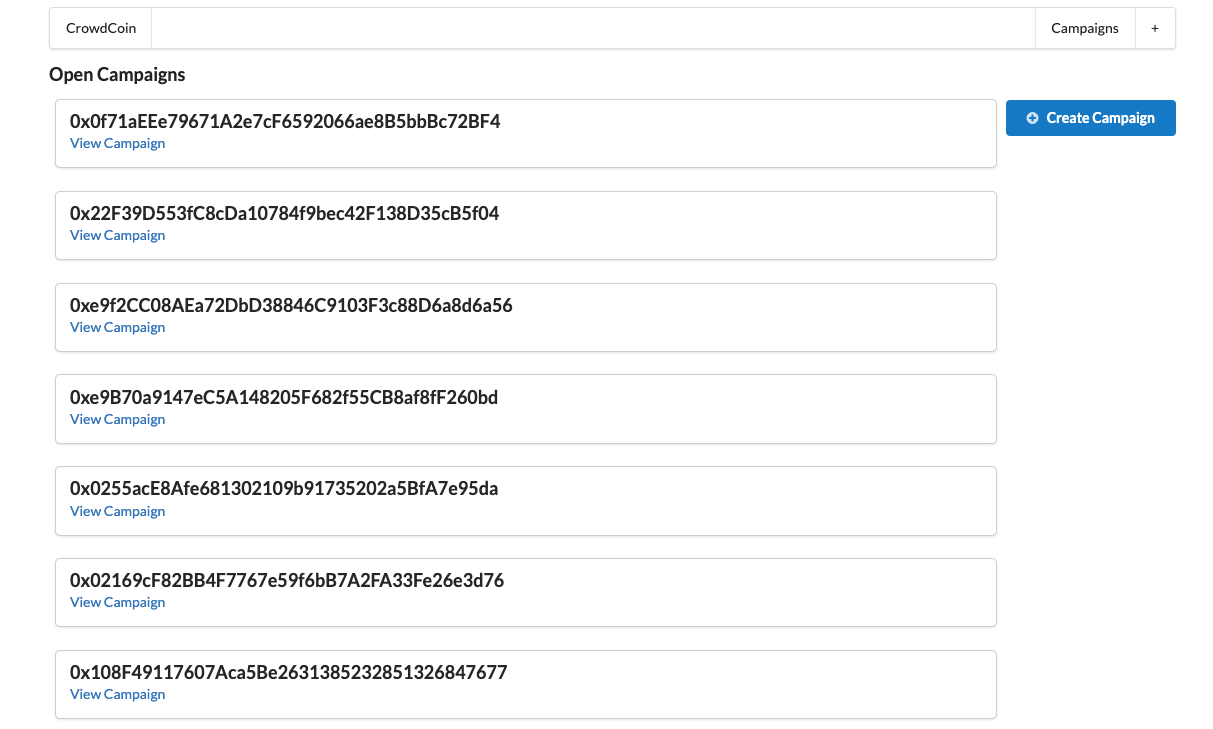 CrowdCoin
Campaigns
+
Open Campaigns
0x0f71aEEe79671A2e7cF6592066ae8B5bbBc72BF4
View Campaign
Create Campaign
0x22F39D553fC8cDa10784f9bec42F138D35cB5f04
View Campaign
0xe9f2CC08AEa72DbD38846C9103F3c88D6a8d6a56
View Campaign
0xe9B70a9147eC5A148205F682f55CB8af8fF260bd
View Campaign
0x0255acE8Afe681302109b91735202a5BfA7e95da
View Campaign
0x02169cF82BB4F7767e59f6bB7A2FA33Fe26e3d76
View Campaign
0x108F49117607Aca5Be2631385232851326847677
View Campaign